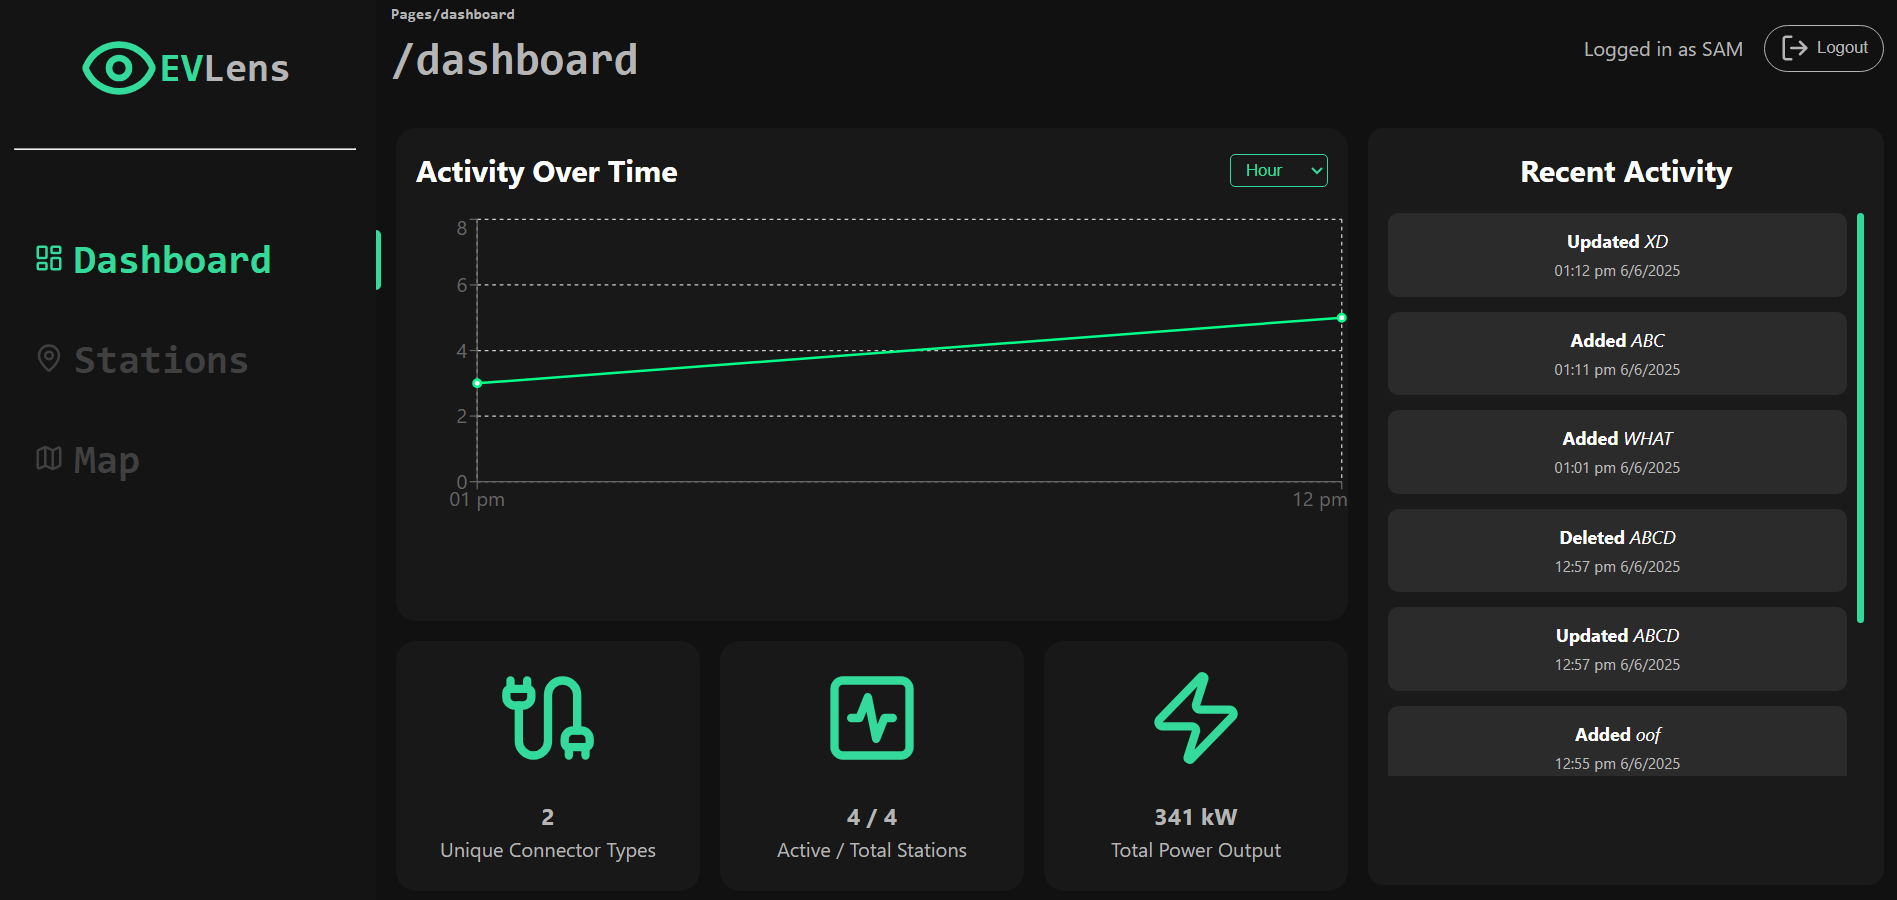 EVLens
Dashboard
Stations
Map
Pages/dashboard
/dashboard
Logged in as SAM
Logout
Activity Over Time
Hour
8
6
4
2
0
01 pm
12 pm
2
Unique Connector Types
4 / 4
Active / Total Stations
341 kW
Total Power Output
Recent Activity
Updated XD
01:12 pm 6/6/2025
Added ABC
01:11 pm 6/6/2025
Added WHAT
01:01 pm 6/6/2025
Deleted ABCD
12:57 pm 6/6/2025
Updated ABCD
12:57 pm 6/6/2025
Added oof
12:55 pm 6/6/2025